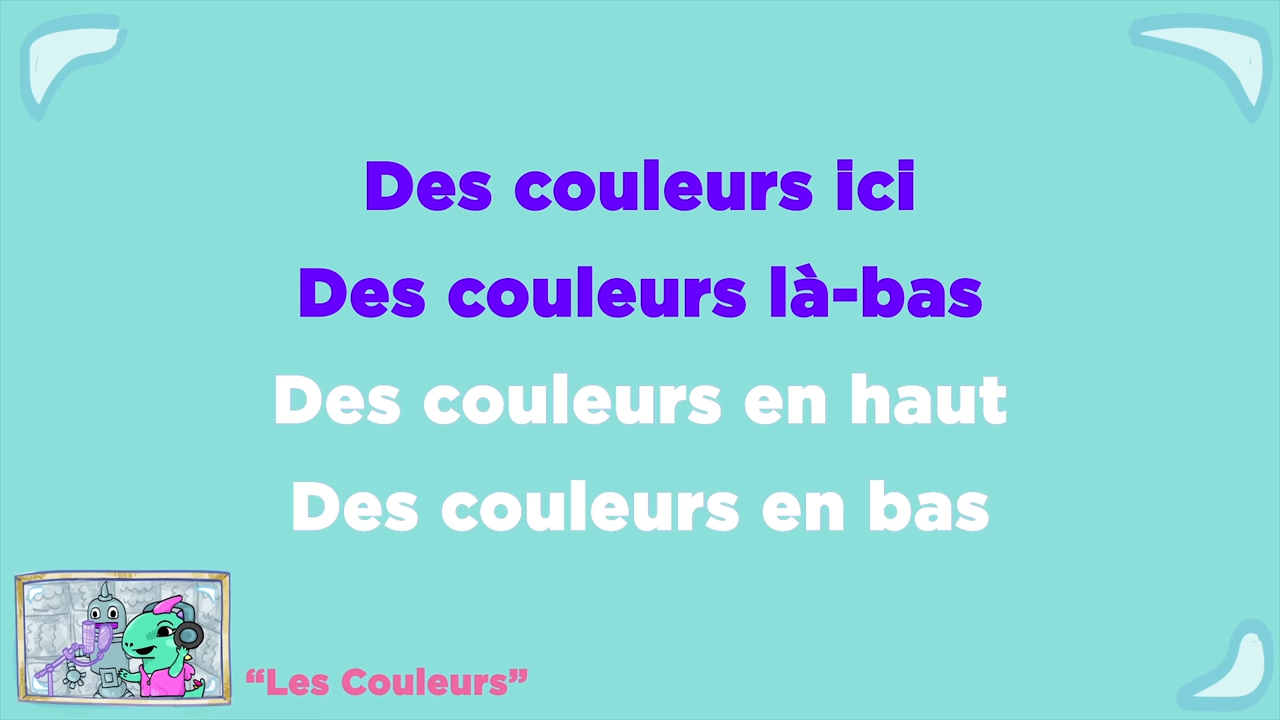 Des couleurs ici
Des couleurs là-bas
Des couleurs en haut
Des couleurs en bas
“Les Couleurs”